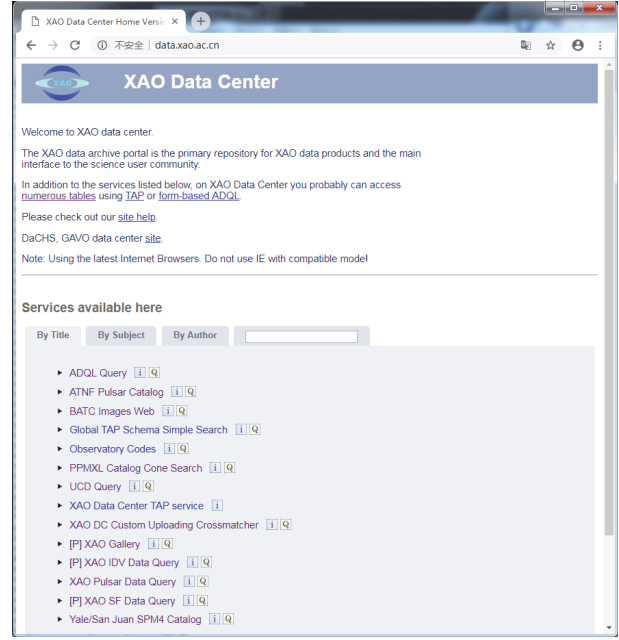 XAO Data Center Home Versio
不安全 | data.xao.ac.cn
XAO
XAO Data Center
Welcome to XAO data center.
The XAO data archive portal is the primary repository for XAO data products and the main
interface to the science user community.
In addition to the services listed below, on XAO Data Center you probably can access
numerous tables using TAP or form-based ADQL.
Please check out our site help.
DaCHS, GAVO data center site.
Note: Using the latest Internet Browsers. Do not use IE with compatible mode!
Services available here
By Title By Subject By Author
ADQL Query i Q
ATNF Pulsar Catalog i Q
BATC Images Web i Q
Global TAP Schema Simple Search i Q
Observatory Codes i Q
PPMXL Catalog Cone Search i Q
UCD Query i Q
XAO Data Center TAP service i
XAO DC Custom Uploading Crossmatcher i Q
[P] XAO Gallery i Q
[P] XAO IDV Data Query i Q
XAO Pulsar Data Query i Q
[P] XAO SF Data Query i Q
Yale/San Juan SPM4 Catalog i Q